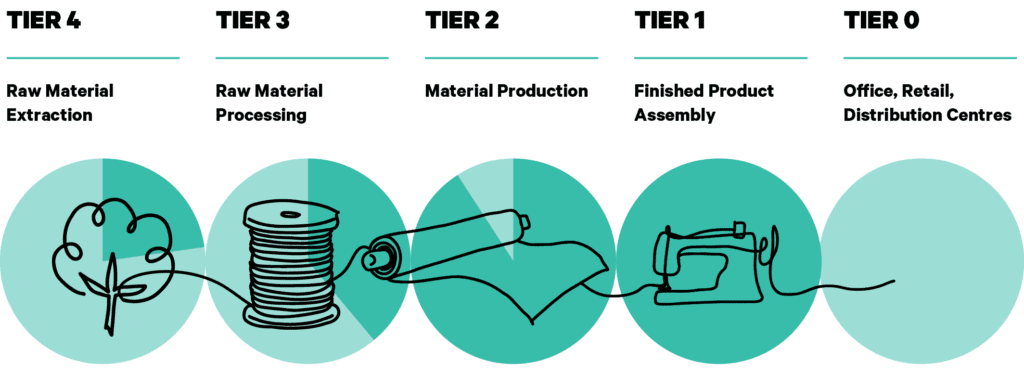 TIER 4
Raw Material
Extraction
TIER 3
Raw Material
Processing
TIER 2
Material Production
TIER 1
Finished Product
Assembly
TIER 0
Office, Retail,
Distribution Centres